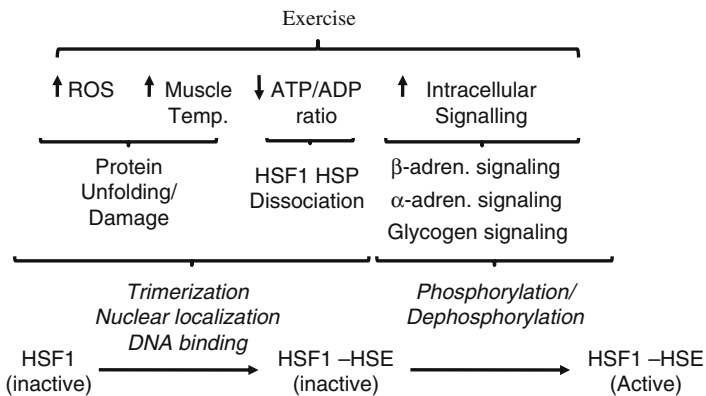 Exercise
ROS
Muscle
Temp.
ATP/ADP
ratio
Intracellular
Signalling
Protein
Unfolding/
Damage
HSF1 HSP
Dissociation
β-adren. signaling
α-adren. signaling
Glycogen signaling
Trimerization
Nuclear localization
DNA binding
Phosphorylation/
Dephosphorylation
HSF1
(inactive)
HSF1 –HSE
(inactive)
HSF1 –HSE
(Active)